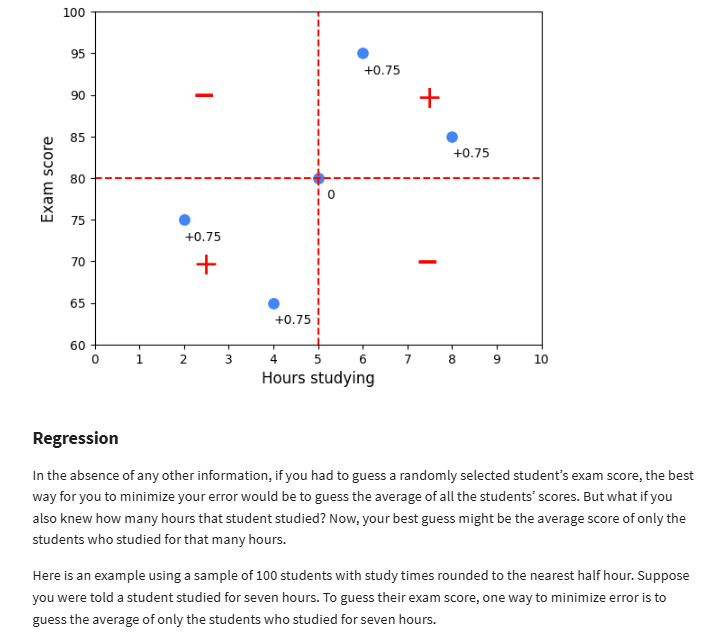 100
95
+0.75
90
85
+0.75
Exam score
80
0
75
+0.75
70
65
+0.75
60
0 1 2 3 4 5 6 7 8 9 10
Hours studying
Regression
In the absence of any other information, if you had to guess a randomly selected student’s exam score, the best
way for you to minimize your error would be to guess the average of all the students’ scores. But what if you
also knew how many hours that student studied? Now, your best guess might be the average score of only the
students who studied for that many hours.
Here is an example using a sample of 100 students with study times rounded to the nearest half hour. Suppose
you were told a student studied for seven hours. To guess their exam score, one way to minimize error is to
guess the average of only the students who studied for seven hours.